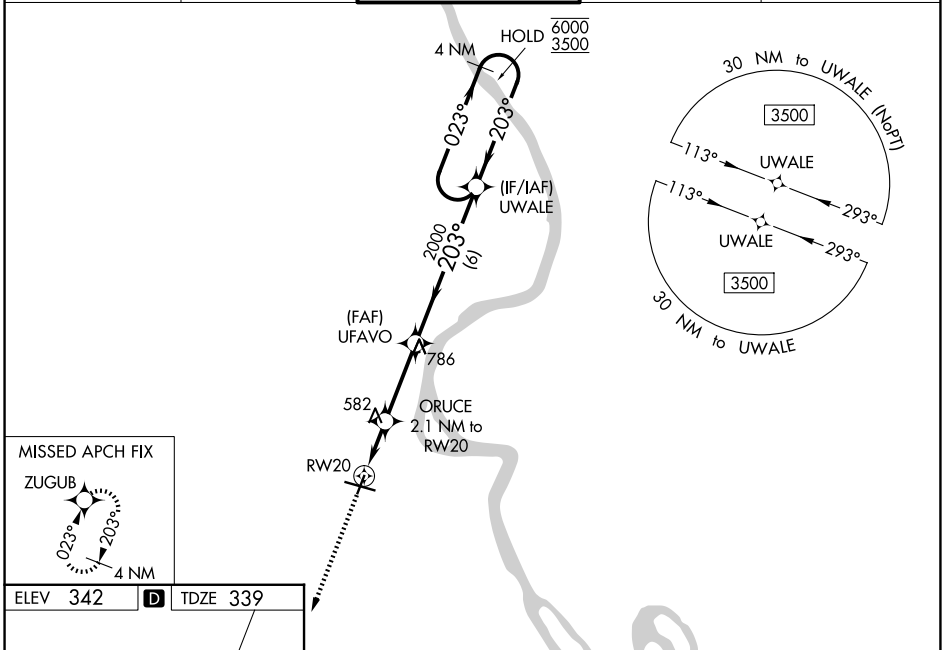 HOLD 6000
3500
4 NM
023°
203°
(IF/IAF)
UWALE
2000
203°
(6)
(FAF)
UFAVO
786
582
ORUCE
2.1 NM to
RW20
RW20
30 NM to UWALE (NoPT)
3500
113°
UWALE
293°
113°
UWALE
293°
3500
30 NM to UWALE
MISSED APCH FIX
ZUGUB
023°
203°
4 NM
ELEV 342 D TDZE 339